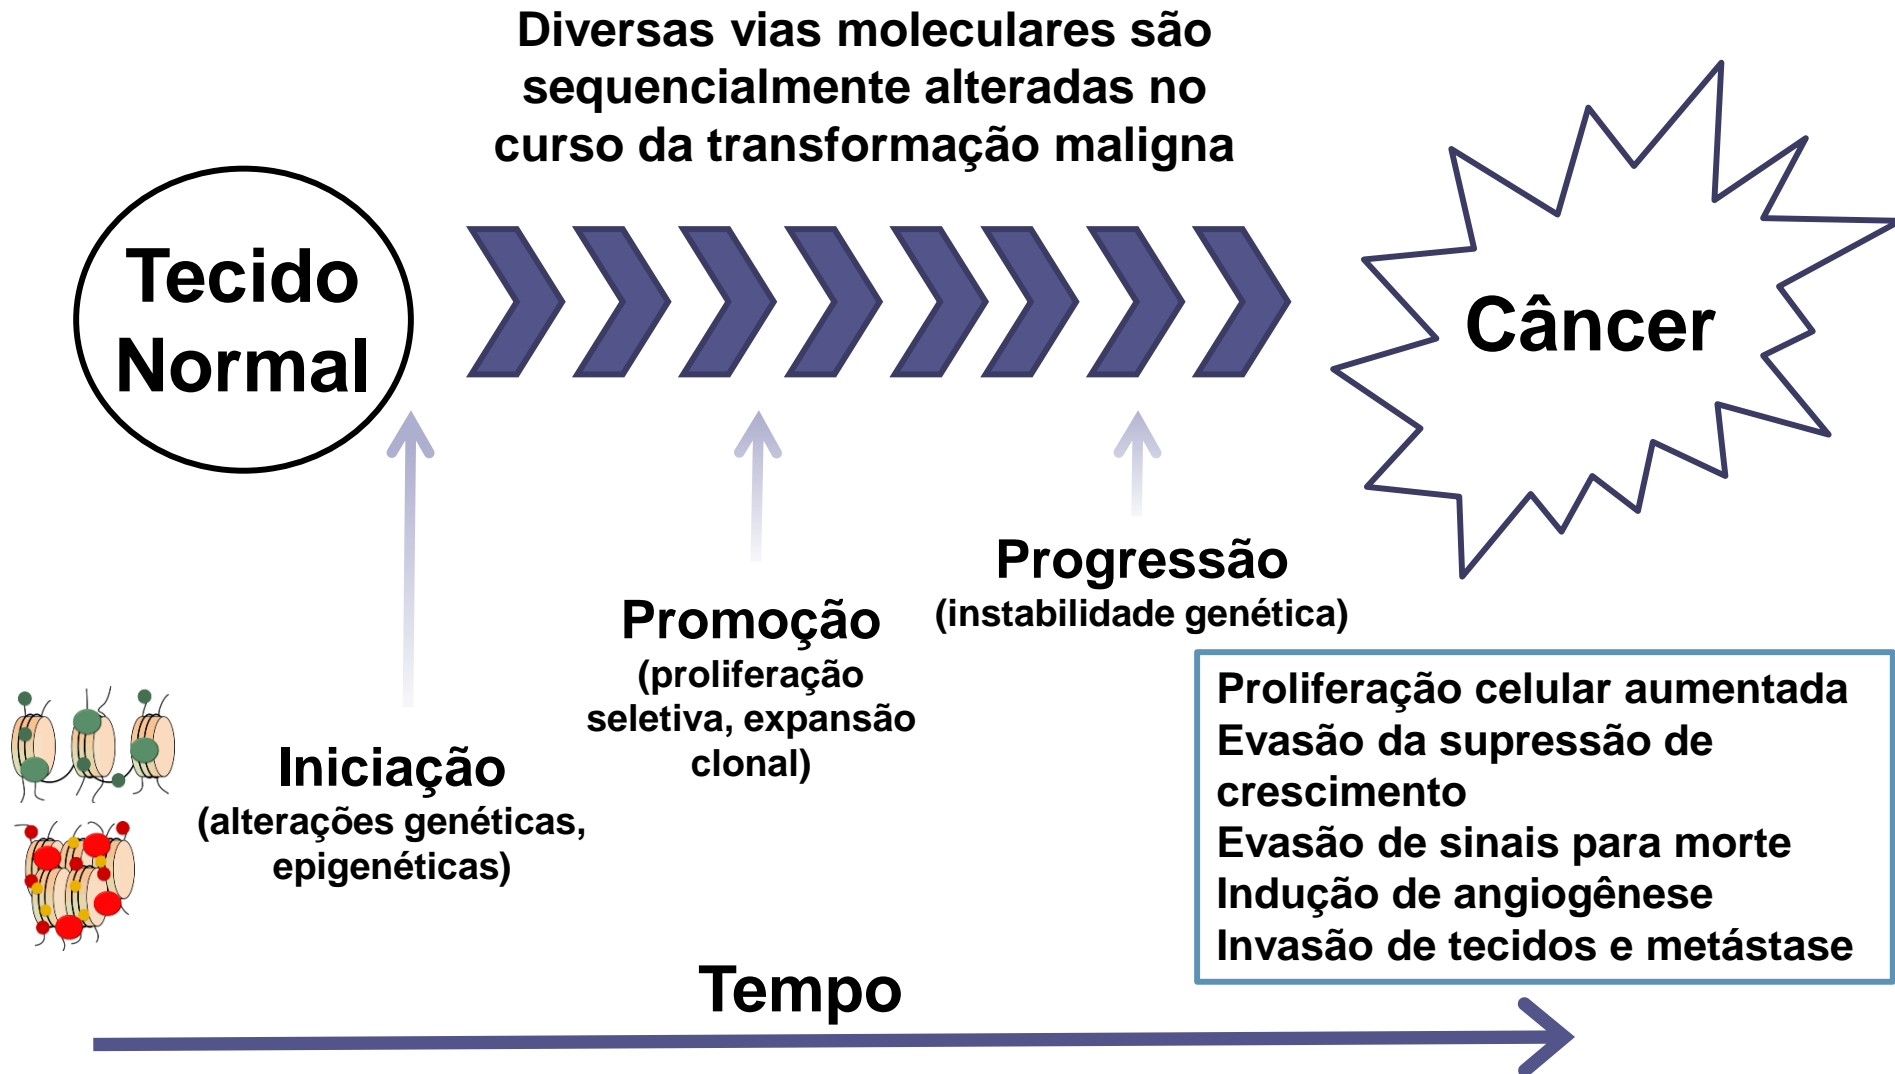 Diversas vias moleculares são
sequencialmente alteradas no
curso da transformação maligna
Tecido
Normal
Câncer
Progressão
(instabilidade genética)
Promoção
(proliferação
seletiva, expansão
clonal)
Iniciação
(alterações genéticas,
epigenéticas)
Proliferação celular aumentada
Evasão da supressão de
crescimento
Evasão de sinais para morte
Indução de angiogênese
Invasão de tecidos e metástase
Tempo